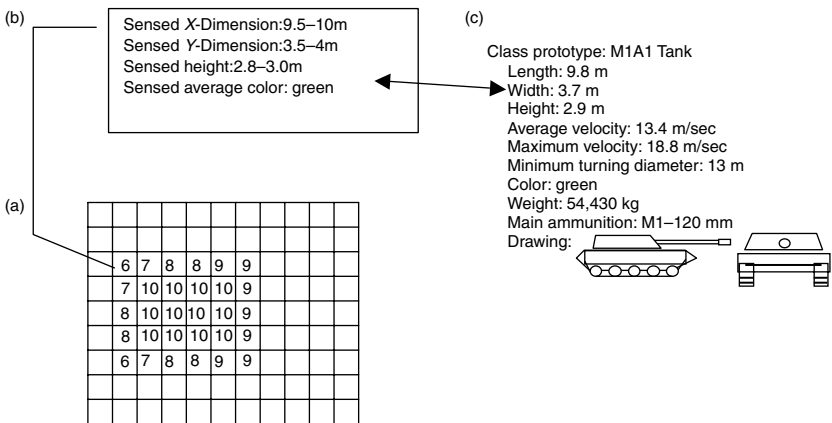 (b)
Sensed X-Dimension:9.5–10m
Sensed Y-Dimension:3.5–4m
Sensed height:2.8–3.0m
Sensed average color: green
(c)
Class prototype: M1A1 Tank
Length: 9.8 m
Width: 3.7 m
Height: 2.9 m
Average velocity: 13.4 m/sec
Maximum velocity: 18.8 m/sec
Minimum turning diameter: 13 m
Color: green
Weight: 54,430 kg
Main ammunition: M1–120 mm
Drawing:
(a)
6 7 8 8 9 9
7 10 10 10 10 9
8 10 10 10 10 9
8 10 10 10 10 9
6 7 8 8 9 9